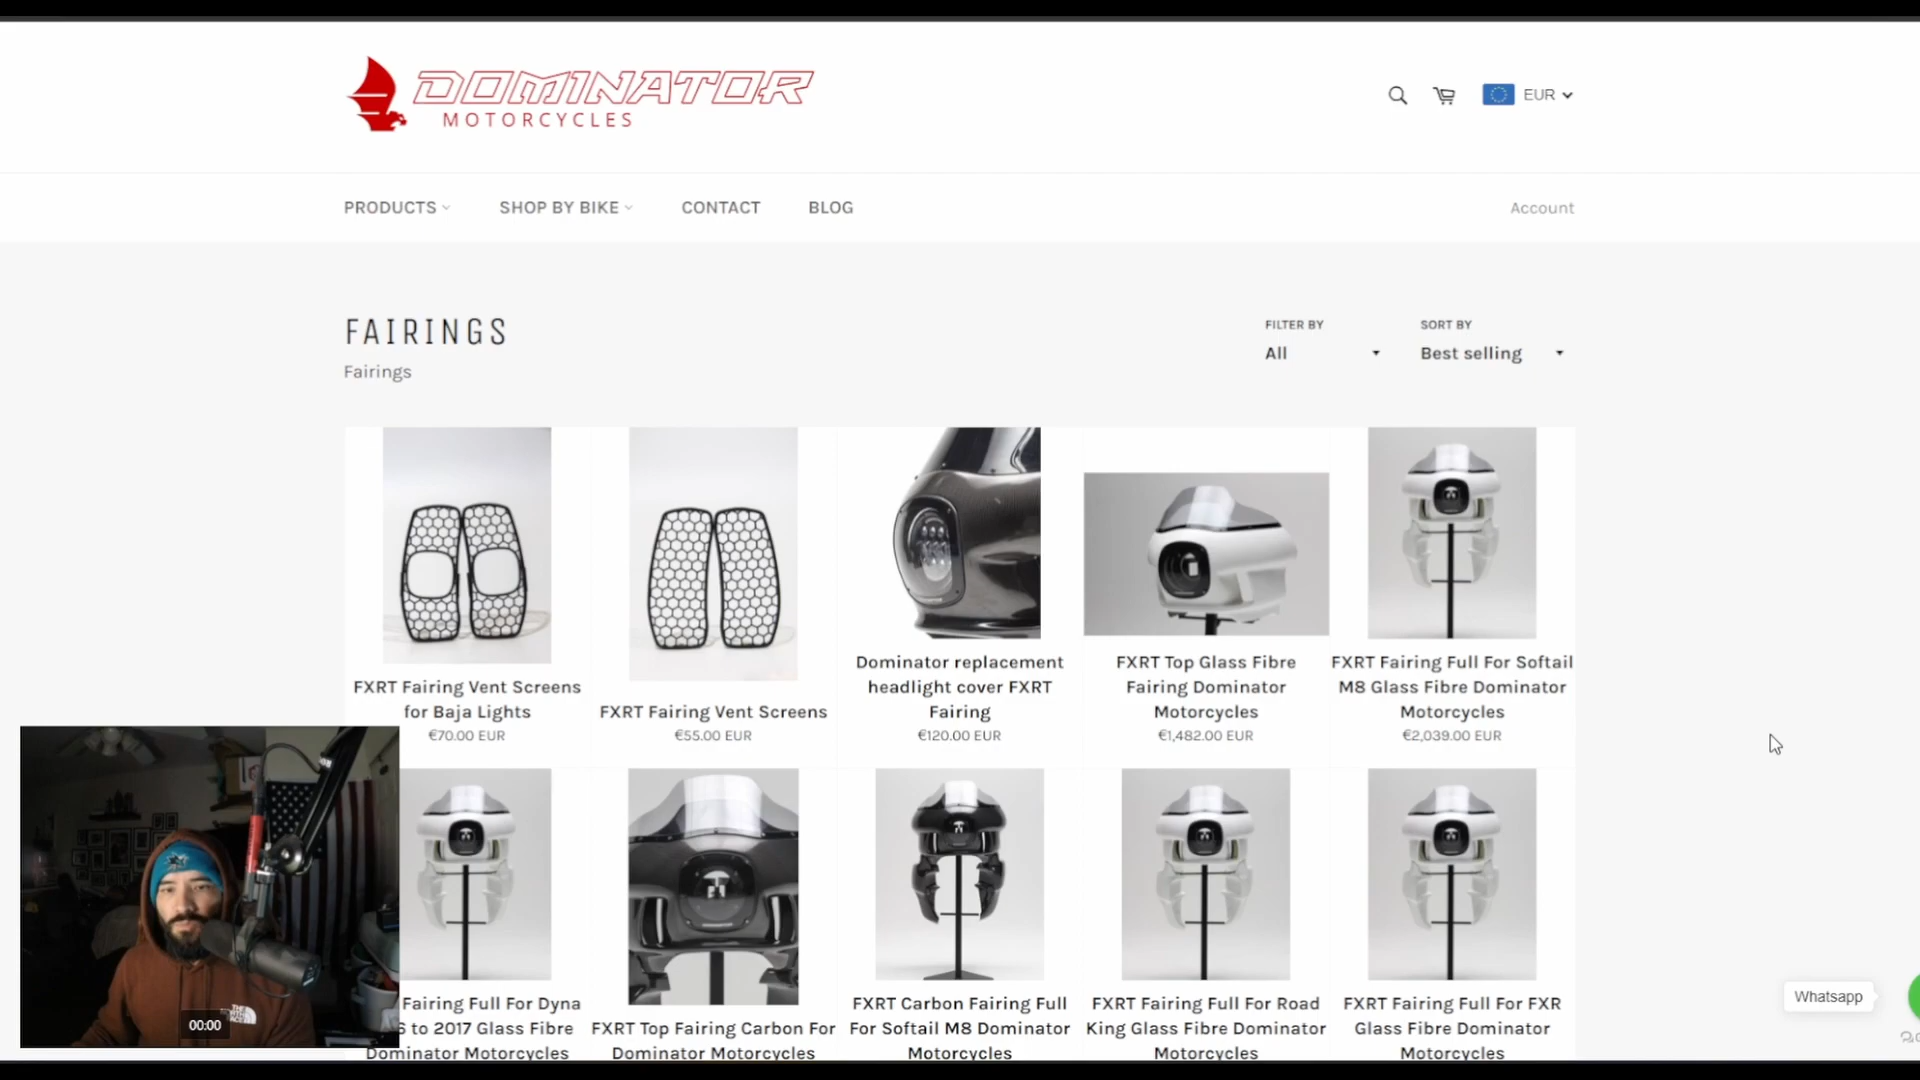 DOMINATOR
MOTORCYCLES
EUR
PRODUCTS
SHOP BY BIKE
CONTACT
BLOG
Account
FAIRINGS
Fairings
FILTER BY
All
SORT BY
Best selling
FXRT Fairing Vent Screens
for Baja Lights
€70.00 EUR
FXRT Fairing Vent Screens
€55.00 EUR
Dominator replacement
headlight cover FXRT
Fairing
€120.00 EUR
FXRT Top Glass Fibre
Fairing Dominator
Motorcycles
€1,482.00 EUR
FXRT Fairing Full For Softail
M8 Glass Fibre Dominator
Motorcycles
€2,039.00 EUR
Fairing Full For Dyna
6 to 2017 Glass Fibre
Dominator Motorcycles
FXRT Top Fairing Carbon For
Dominator Motorcycles
FXRT Carbon Fairing Full
For Softail M8 Dominator
Motorcycles
FXRT Fairing Full For Road
King Glass Fibre Dominator
Motorcycles
FXRT Fairing Full For FXR
Glass Fibre Dominator
Motorcycles
Whatsapp
THE
NORTH
FACE
00:00